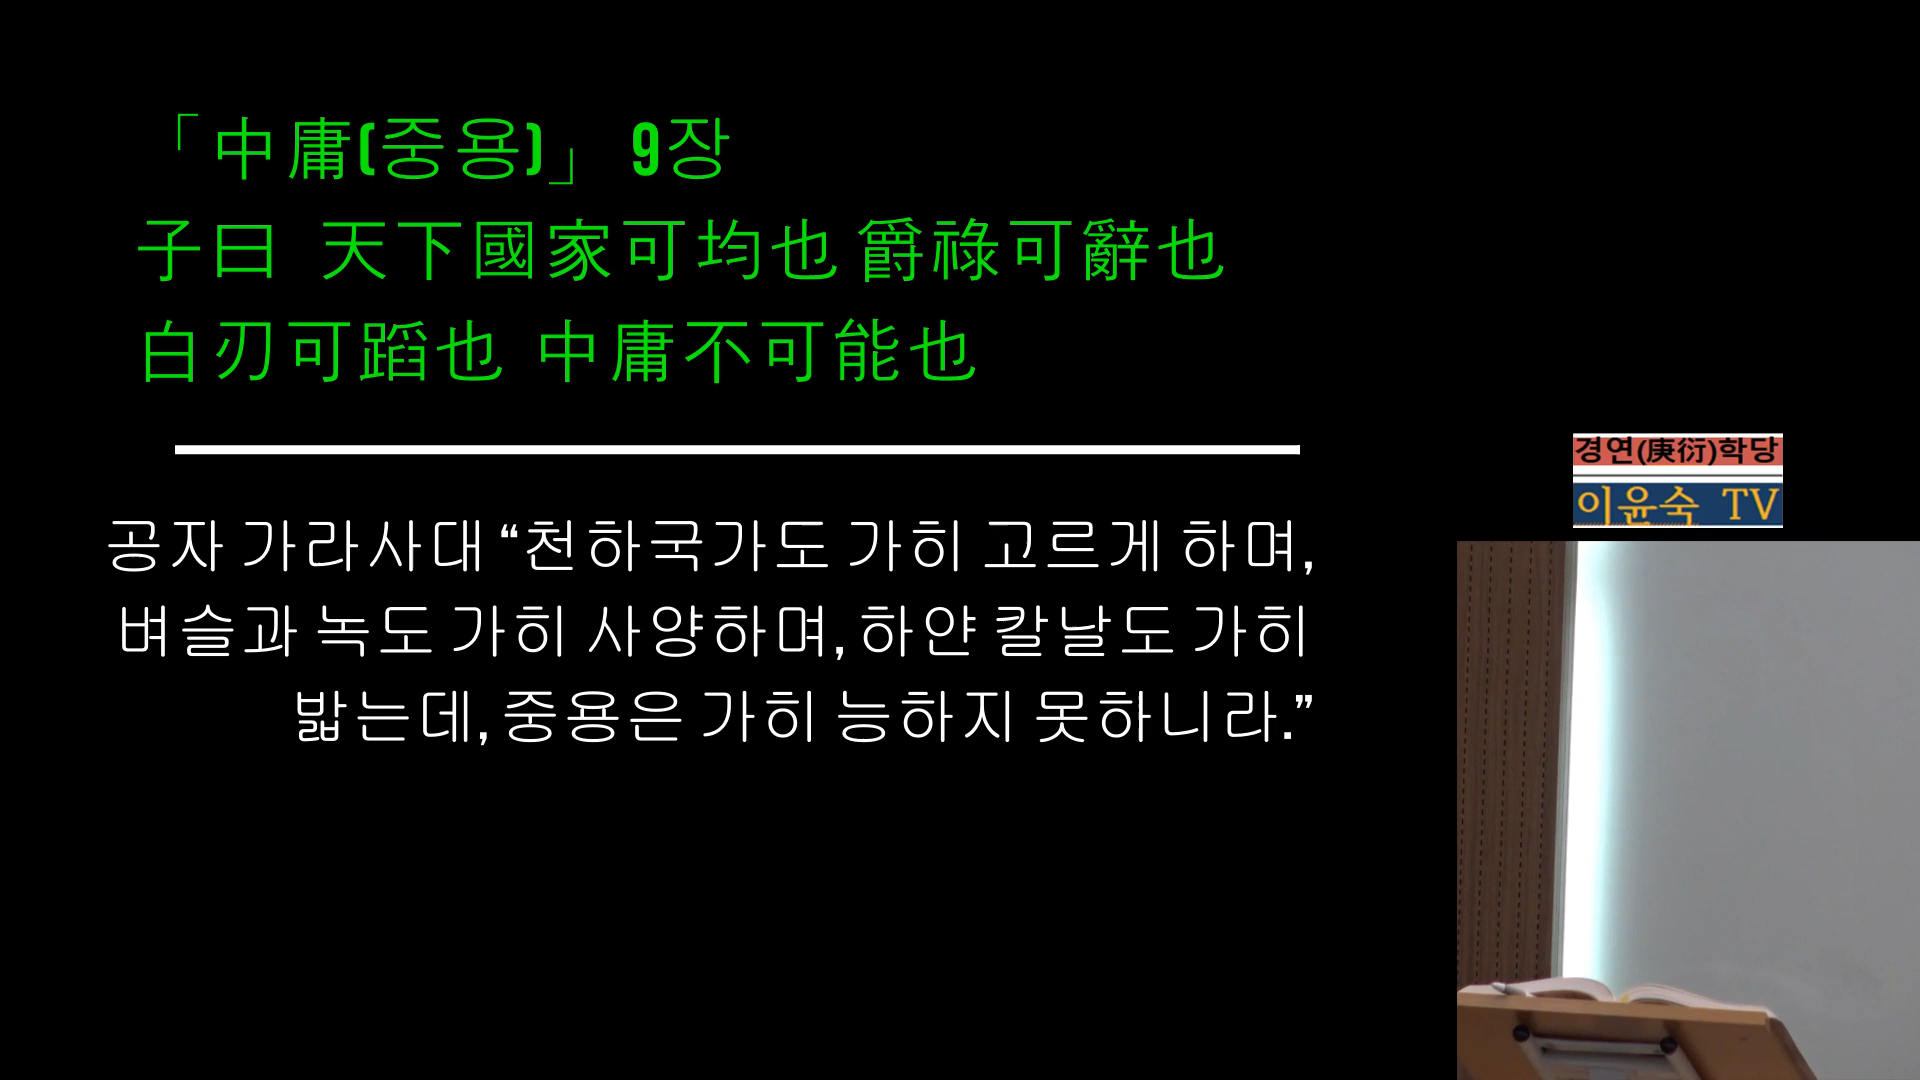 「中庸(중용)」 9장
子曰 天下國家可均也 爵祿可辭也
白刃可蹈也 中庸不可能也
공자 가라사대 “천하국가도 가히 고르게 하며,
벼슬과 녹도 가히 사양하며, 하얀 칼날도 가히
밟는데, 중용은 가히 능하지 못하니라.”
경연(庚衍)학당
이윤숙 TV